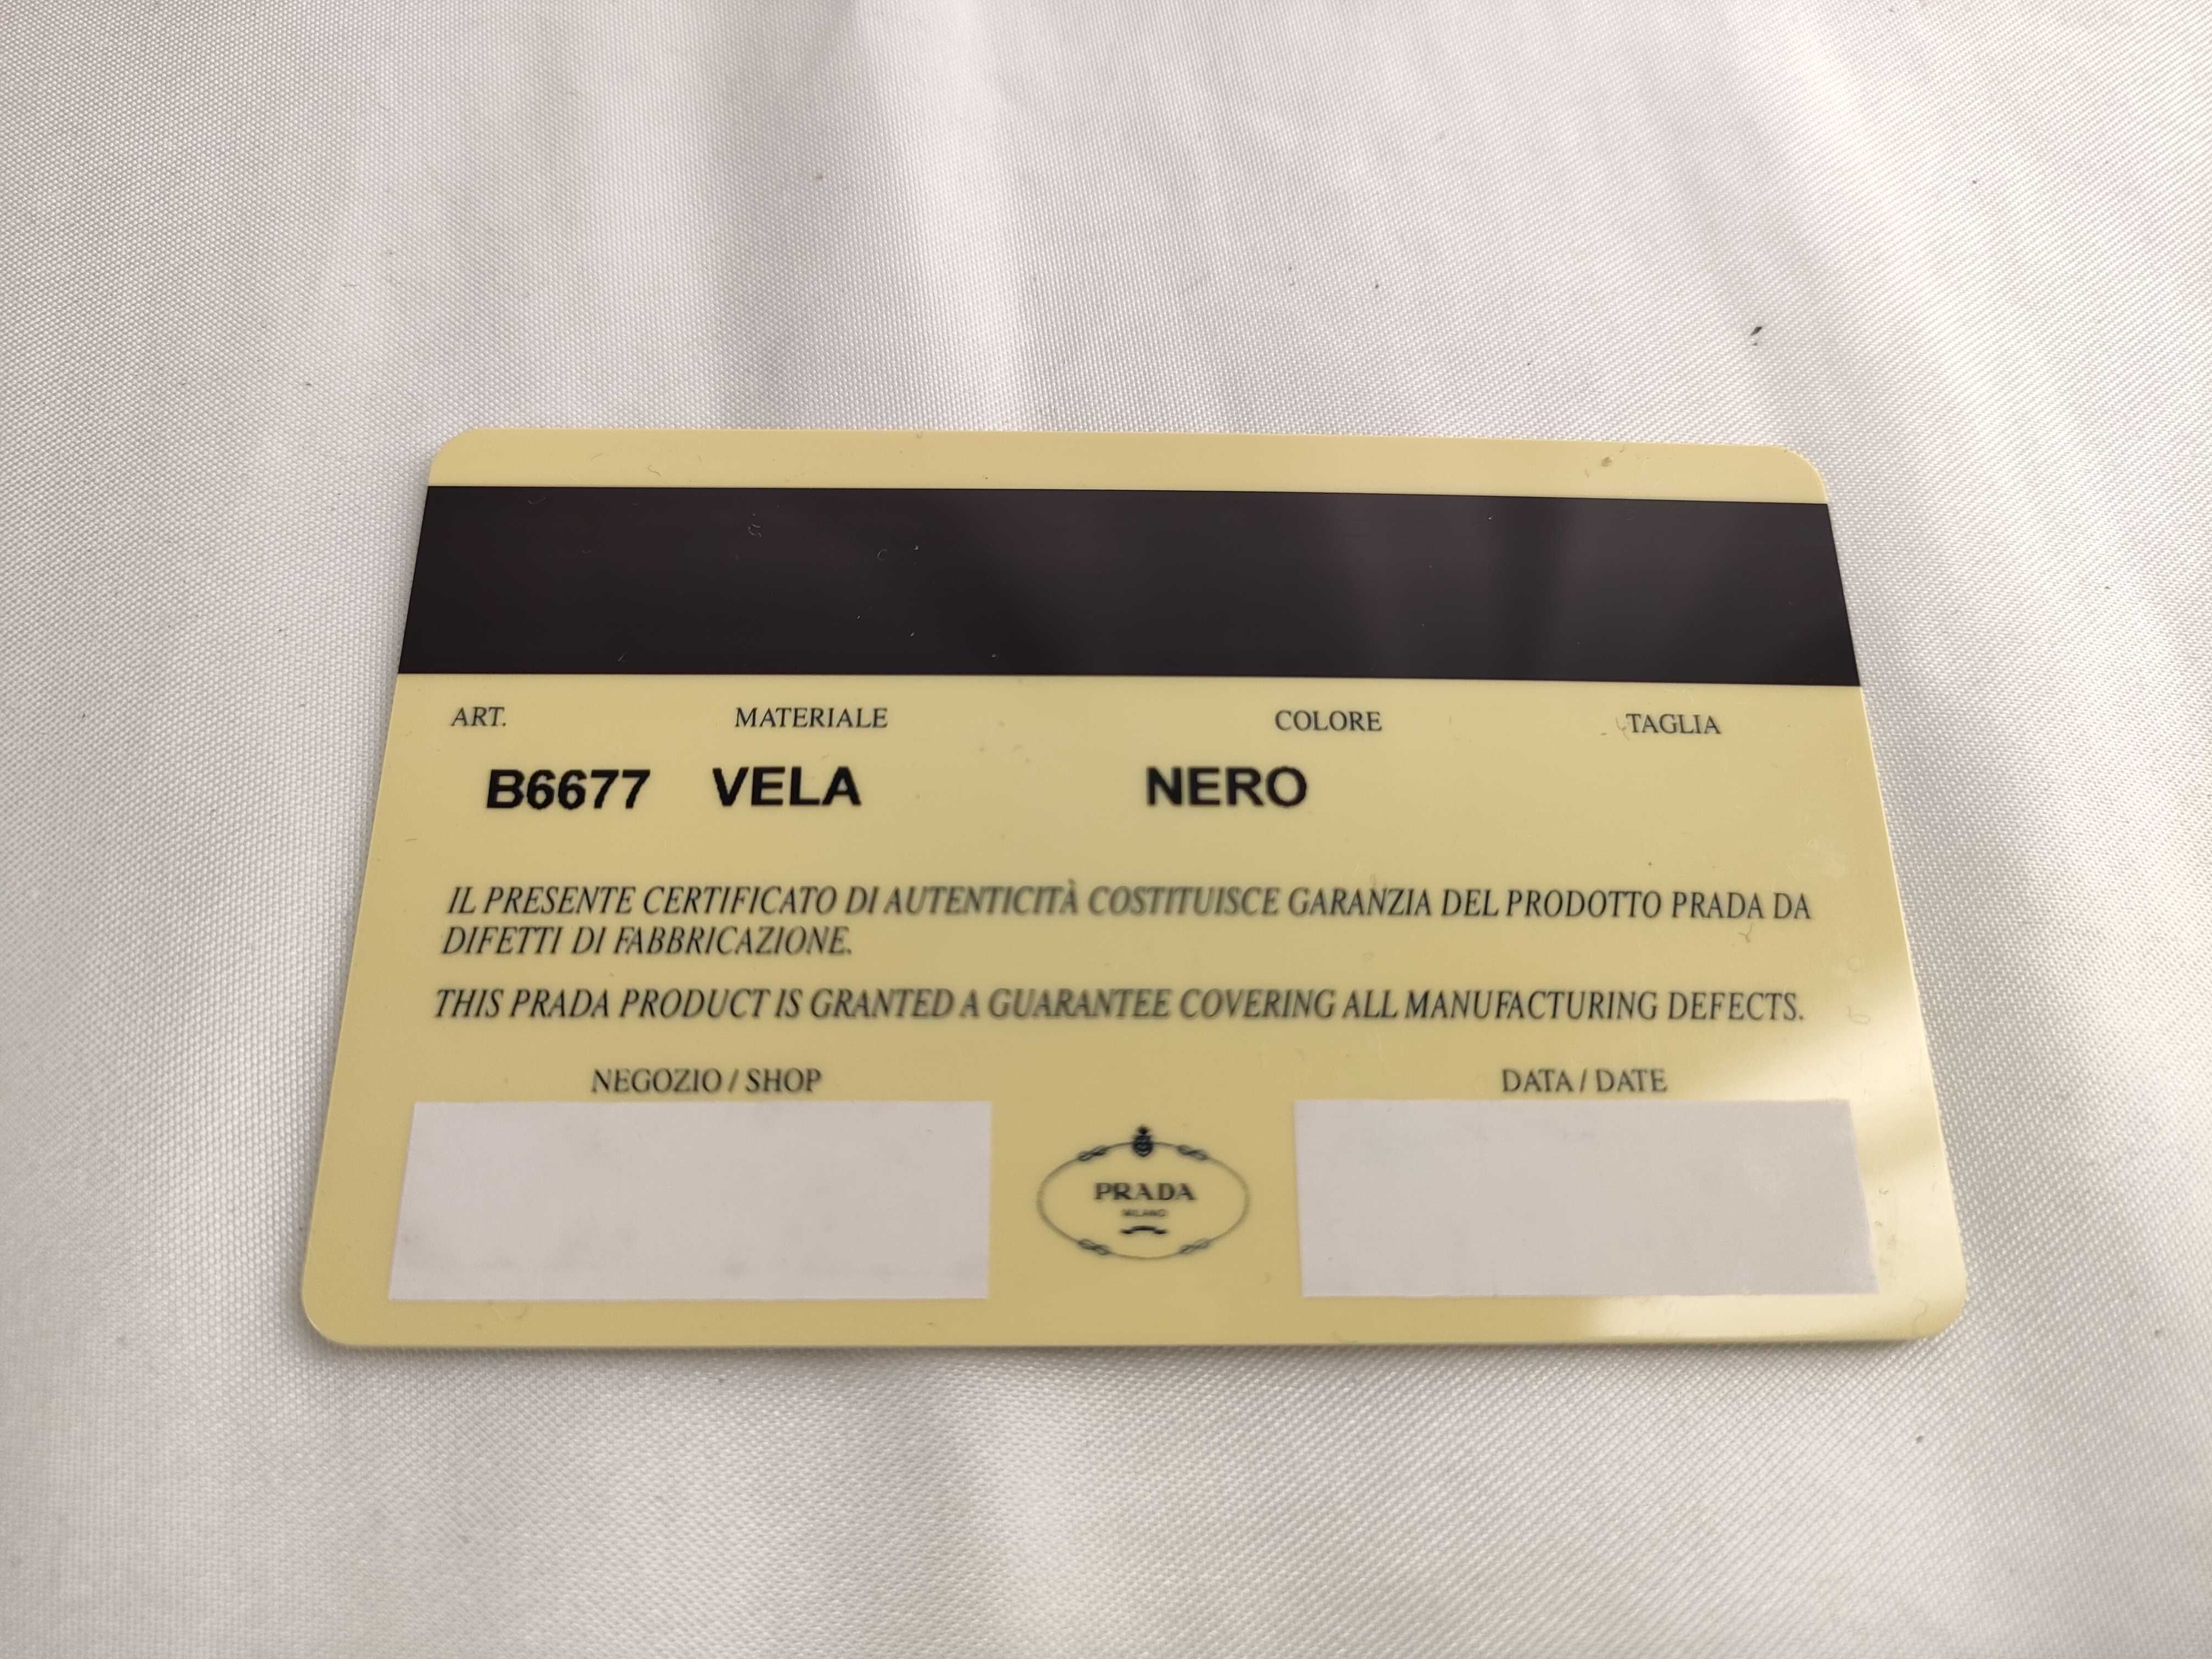 ART. MATERIALE COLORE TAGLIA
B6677 VELA NERO
IL PRESENTE CERTIFICATO DI AUTENTICITÀ COSTITUISCE GARANZIA DEL PRODOTTO PRADA DA
DIFETTI DI FABBRICAZIONE.
THIS PRADA PRODUCT IS GRANTED A GUARANTEE COVERING ALL MANUFACTURING DEFECTS.
NEGOZIO / SHOP DATA / DATE
PRADA
MILANO